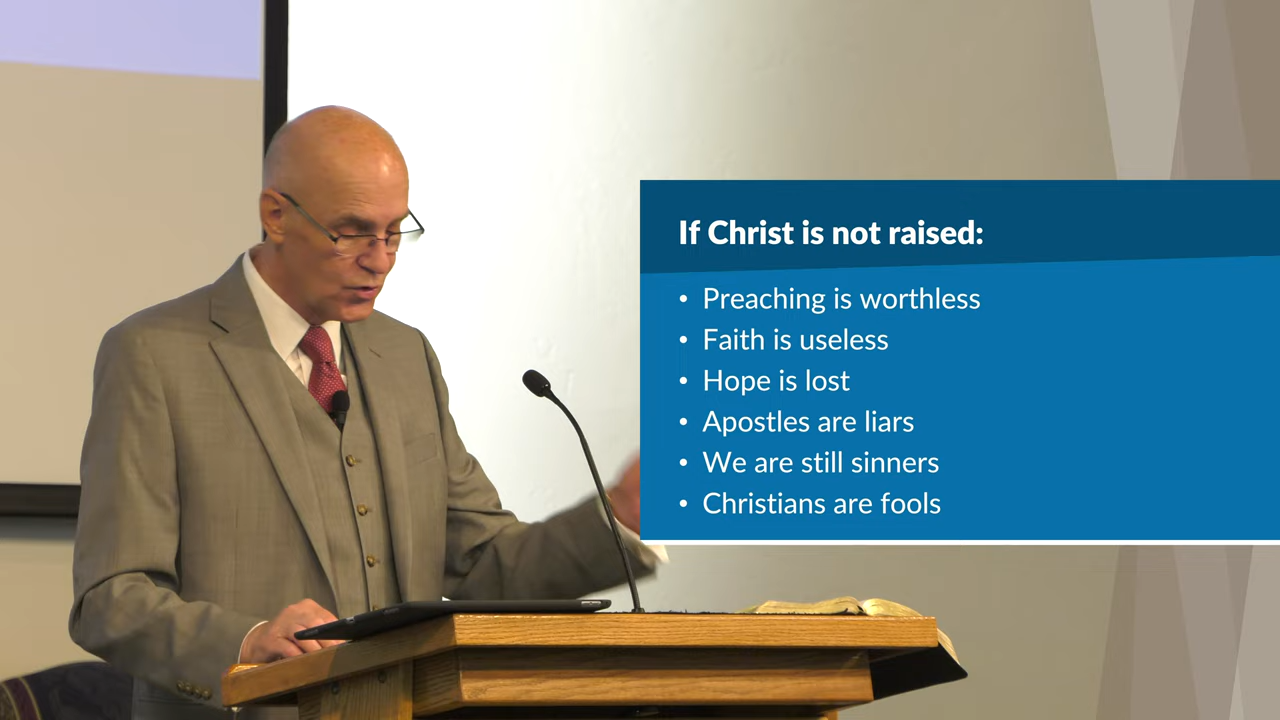 If Christ is not raised:
• Preaching is worthless
• Faith is useless
• Hope is lost
• Apostles are liars
• We are still sinners
• Christians are fools